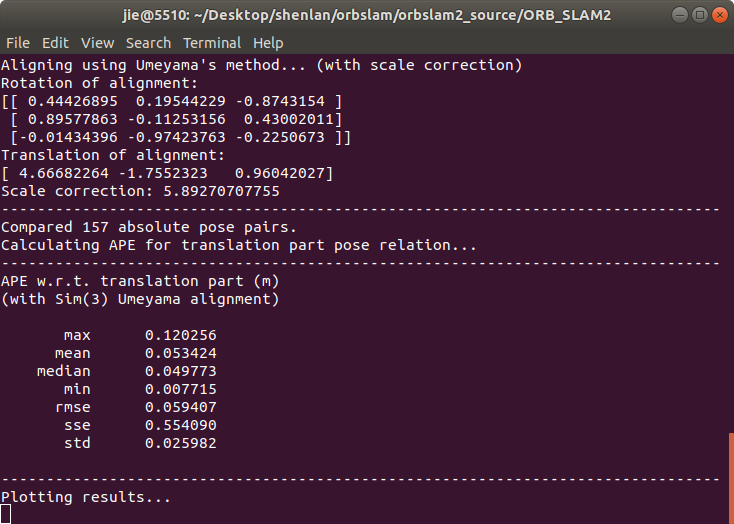 jie@5510: ~/Desktop/shenlan/orbslam/orbslam2_source/ORB_SLAM2
File Edit View Search Terminal Help
Aligning using Umeyama's method... (with scale correction)
Rotation of alignment:
[[ 0.44426895  0.19544229 -0.8743154 ]
 [ 0.89577863 -0.11253156  0.43002011]
 [-0.01434396 -0.97423763 -0.2250673 ]]
Translation of alignment:
[ 4.66682264 -1.7552323   0.96042027]
Scale correction: 5.89270707755
--------------------------------------------------------------------------------
Compared 157 absolute pose pairs.
Calculating APE for translation part pose relation...
--------------------------------------------------------------------------------
APE w.r.t. translation part (m)
(with Sim(3) Umeyama alignment)
       max      0.120256
      mean      0.053424
    median      0.049773
       min      0.007715
      rmse      0.059407
       sse      0.554090
       std      0.025982
--------------------------------------------------------------------------------
Plotting results...